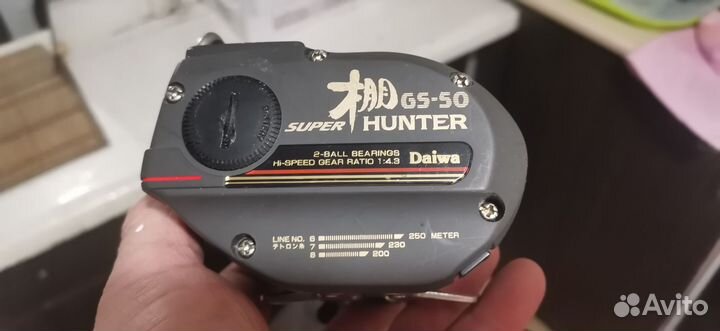 棚 GS-50
SUPER HUNTER
2-BALL BEARINGS
HI-SPEED GEAR RATIO 1:4.3 Daiwa
LINE NO. 6 250 METER
テトロン糸 7 230
8 200
Avito